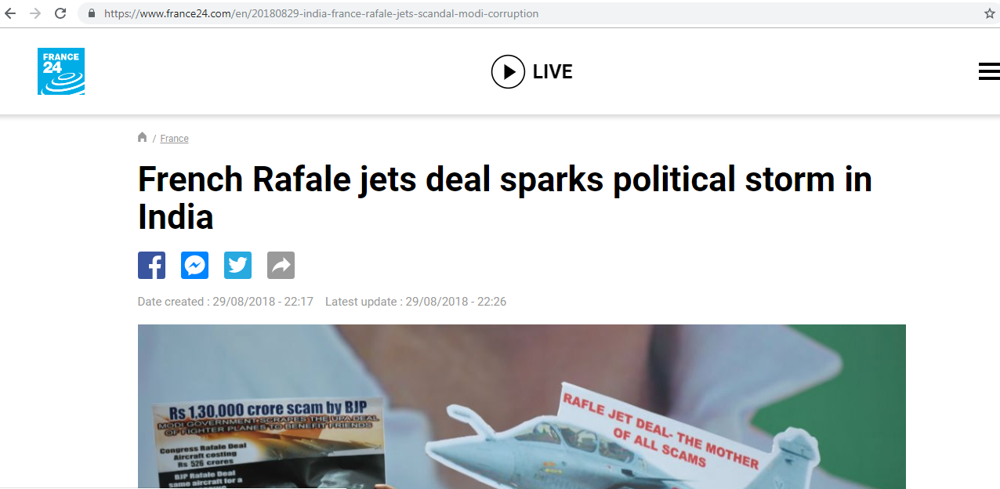 https://www.france24.com/en/20180829-india-france-rafale-jets-scandal-modi-corruption
FRANCE
24
LIVE
/ France
French Rafale jets deal sparks political storm in
India
Date created : 29/08/2018 - 22:17 Latest update : 29/08/2018 - 22:26
Rs 1,30,000 crore scam by BJP
MODI GOVERNMENT SCRAPES THE UPA DEAL
OF FIGHTER PLANES TO BENEFIT FRIENDS
Congress Rafale Deal
Aircraft costing
Rs 526 crores
BJP Rafale Deal
same aircraft for a
RAFLE JET DEAL- THE MOTHER
OF ALL SCAMS